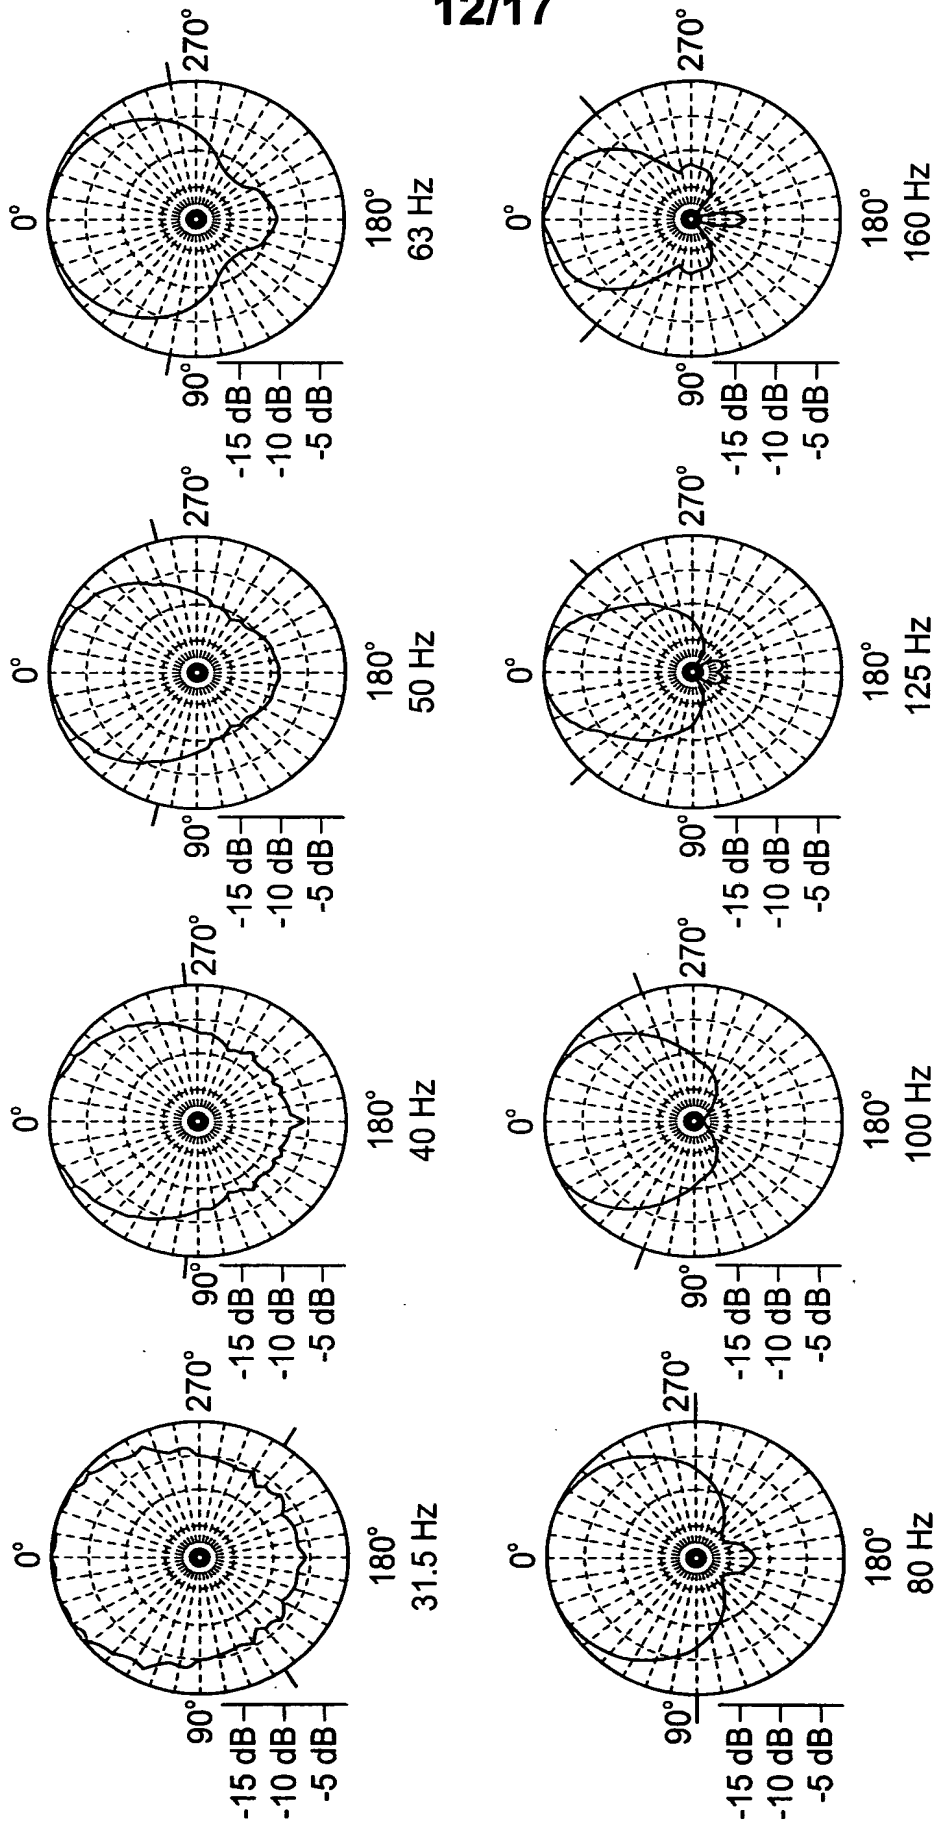 12/17
0°
90°
270°
-15 dB
-10 dB
-5 dB
180°
31.5 Hz
0°
90°
270°
-15 dB
-10 dB
-5 dB
180°
40 Hz
0°
90°
270°
-15 dB
-10 dB
-5 dB
180°
50 Hz
0°
90°
270°
-15 dB
-10 dB
-5 dB
180°
63 Hz
0°
90°
270°
-15 dB
-10 dB
-5 dB
180°
80 Hz
0°
90°
270°
-15 dB
-10 dB
-5 dB
180°
100 Hz
0°
90°
270°
-15 dB
-10 dB
-5 dB
180°
125 Hz
0°
90°
270°
-15 dB
-10 dB
-5 dB
180°
160 Hz